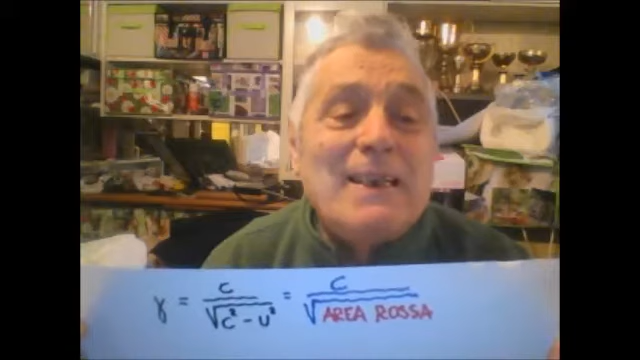 γ = c/√(c² - u²) = c/√AREA ROSSA